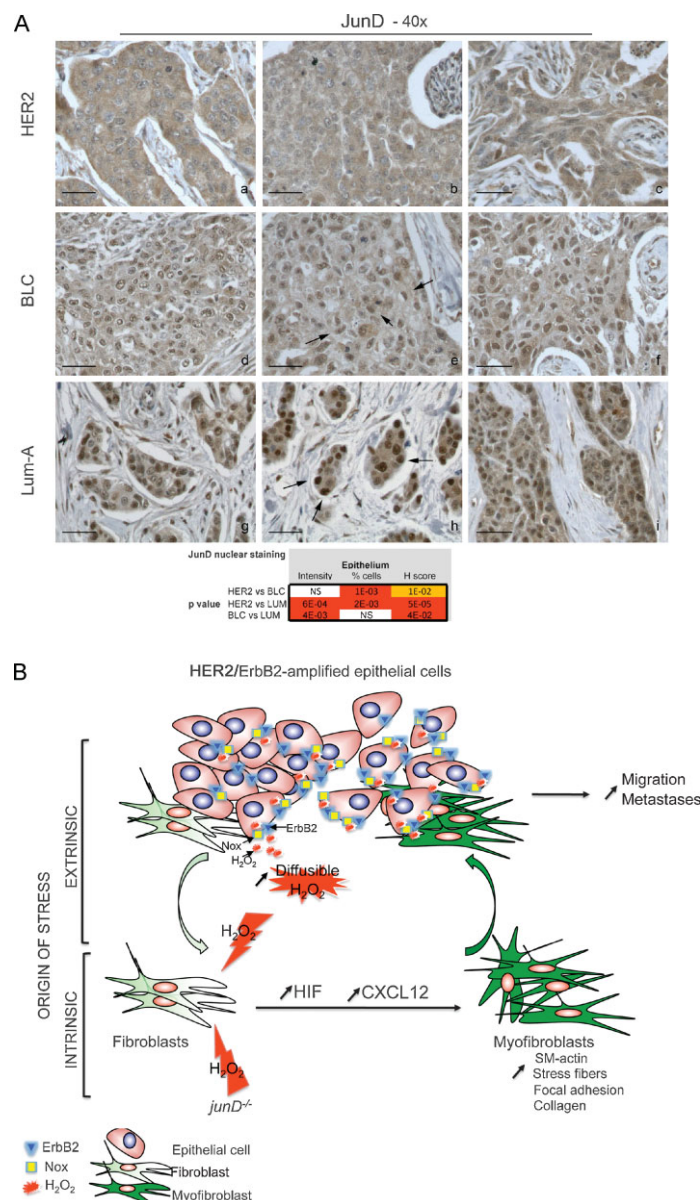 A
JunD - 40x
HER2
a
b
c
BLC
d
e
f
Lum-A
g
h
i
JunD nuclear staining
Epithelium
Intensity % cells H score
HER2 vs BLC NS 1E-03 1E-02
p value HER2 vs LUM 6E-04 2E-03 5E-05
BLC vs LUM 4E-03 NS 4E-02
B
HER2/ErbB2-amplified epithelial cells
ORIGIN OF STRESS
EXTRINSIC
Migration
Metastases
ErbB2
Nox
H2O2
Diffusible
H2O2
H2O2
INTRINSIC
HIF
CXCL12
Fibroblasts
Myofibroblasts
SM-actin
Stress fibers
Focal adhesion
Collagen
H2O2
junD-/-
ErbB2
Nox
H2O2
Epithelial cell
Fibroblast
Myofibroblast